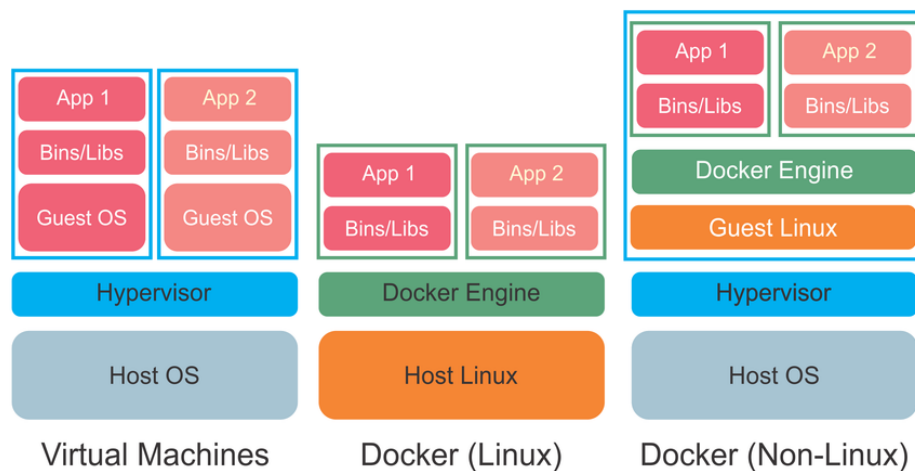 App 1
App 2
Bins/Libs
Bins/Libs
Guest OS
Guest OS
Hypervisor
Host OS
Virtual Machines
App 1
App 2
Bins/Libs
Bins/Libs
Docker Engine
Host Linux
Docker (Linux)
App 1
App 2
Bins/Libs
Bins/Libs
Docker Engine
Guest Linux
Hypervisor
Host OS
Docker (Non-Linux)